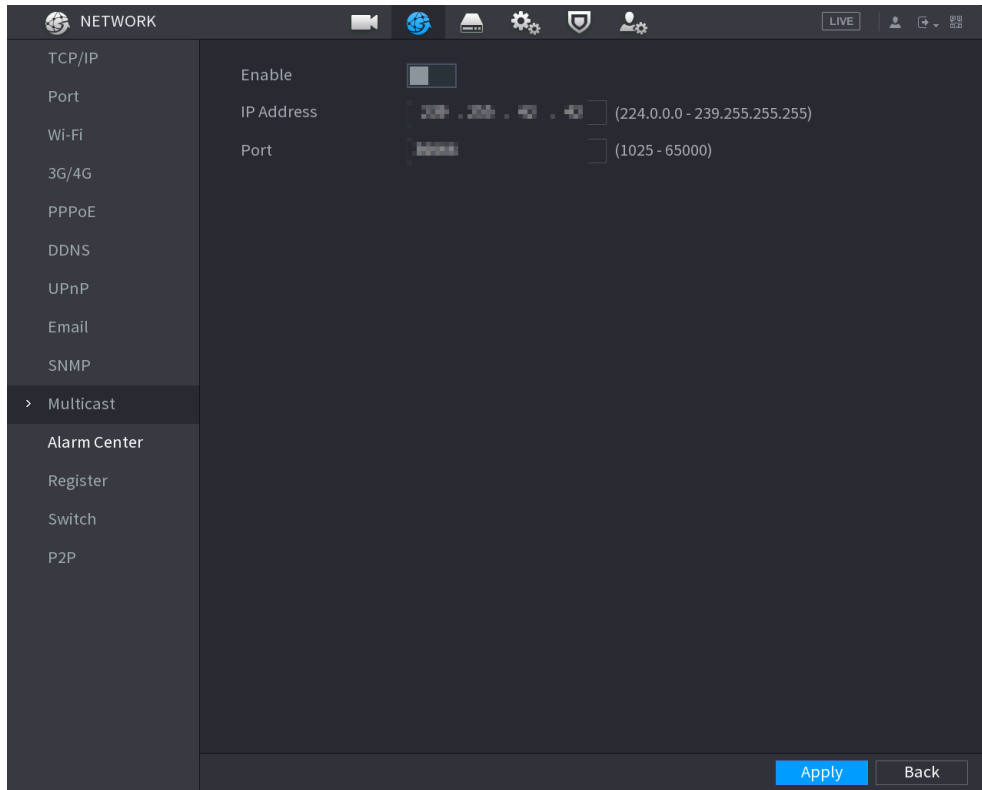 NETWORK
LIVE
TCP/IP
Port
Wi-Fi
3G/4G
PPPoE
DDNS
UPnP
Email
SNMP
Multicast
Alarm Center
Register
Switch
P2P
Enable
IP Address
(224.0.0.0 - 239.255.255.255)
Port
(1025 - 65000)
Apply
Back